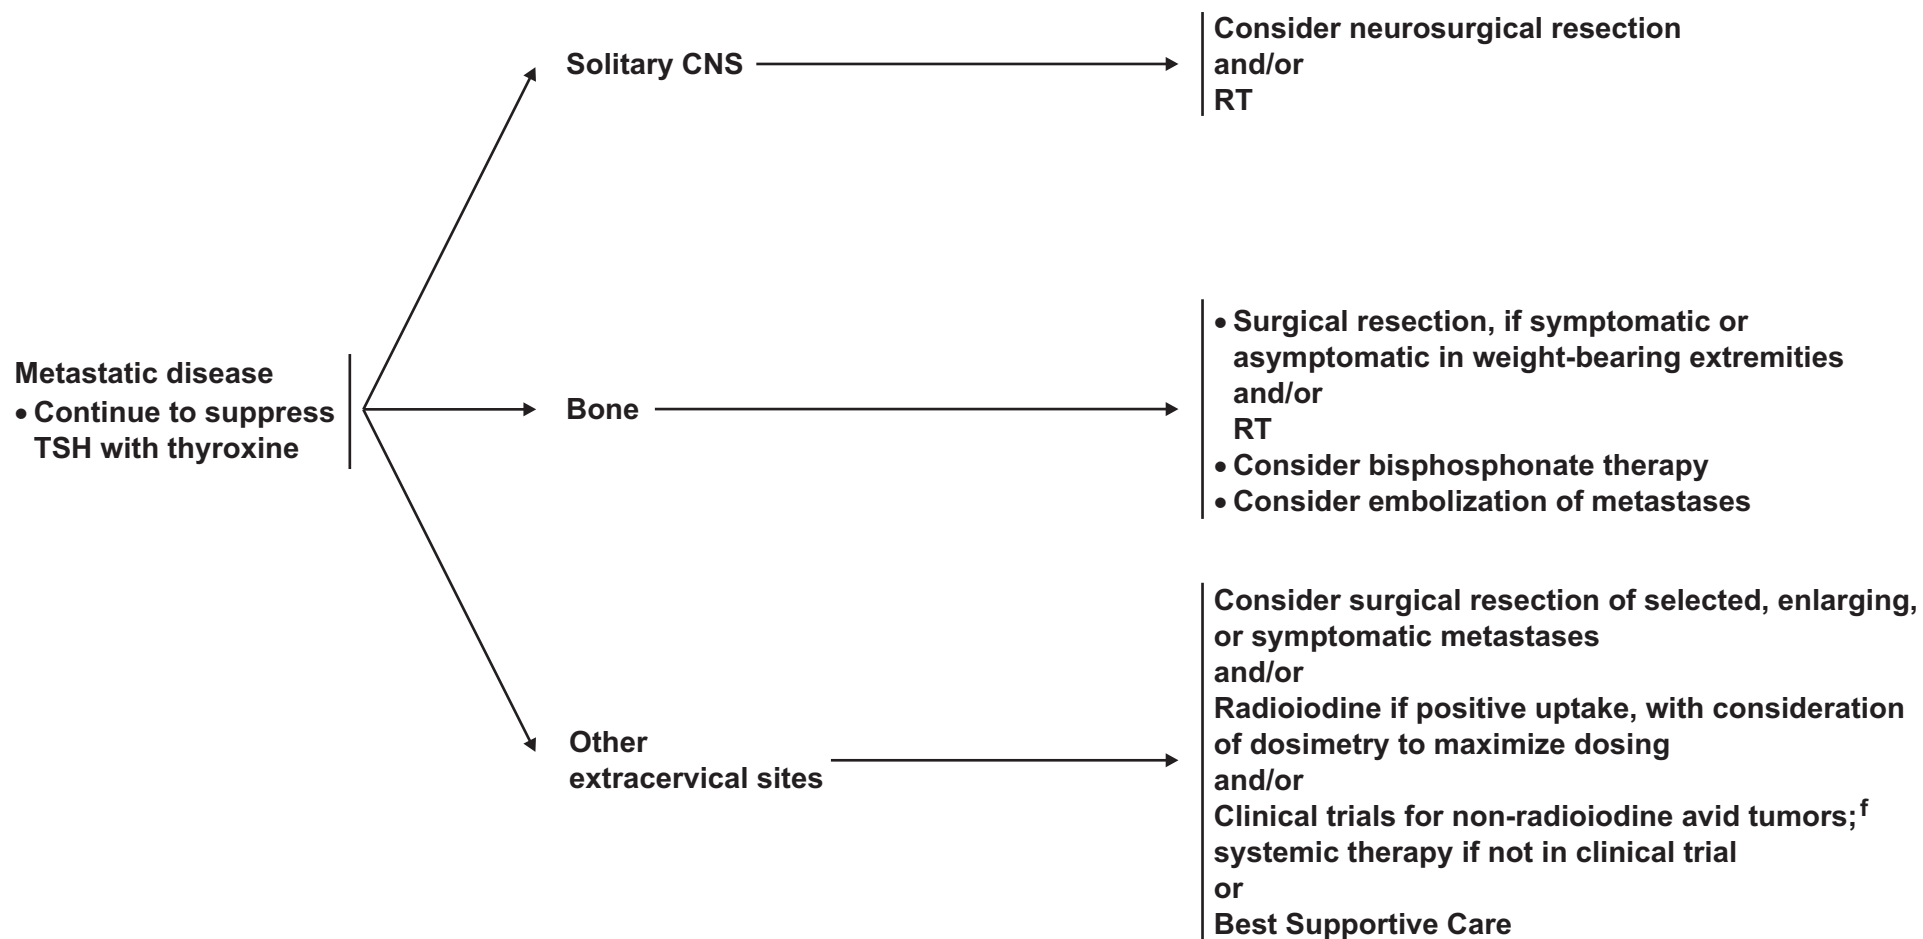 Metastatic disease
• Continue to suppress
TSH with thyroxine
Solitary CNS
Consider neurosurgical resection
and/or
RT
Bone
• Surgical resection, if symptomatic or
asymptomatic in weight-bearing extremities
and/or
RT
• Consider bisphosphonate therapy
• Consider embolization of metastases
Other
extracervical sites
Consider surgical resection of selected, enlarging,
or symptomatic metastases
and/or
Radioiodine if positive uptake, with consideration
of dosimetry to maximize dosing
and/or
Clinical trials for non-radioiodine avid tumors;f
systemic therapy if not in clinical trial
or
Best Supportive Care